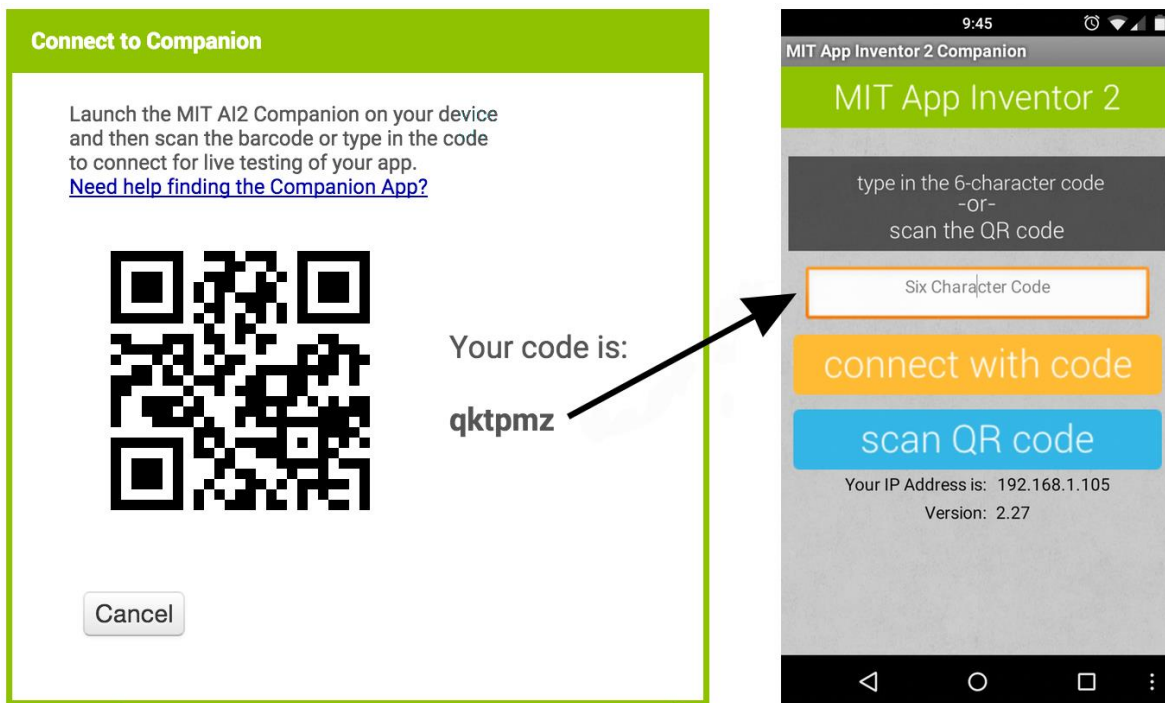 Connect to Companion
Launch the MIT AI2 Companion on your device
and then scan the barcode or type in the code
to connect for live testing of your app.
Need help finding the Companion App?
Your code is:
qktpmz
Cancel
9:45
MIT App Inventor 2 Companion
MIT App Inventor 2
type in the 6-character code
-or-
scan the QR code
Six Character Code
connect with code
scan QR code
Your IP Address is: 192.168.1.105
Version: 2.27